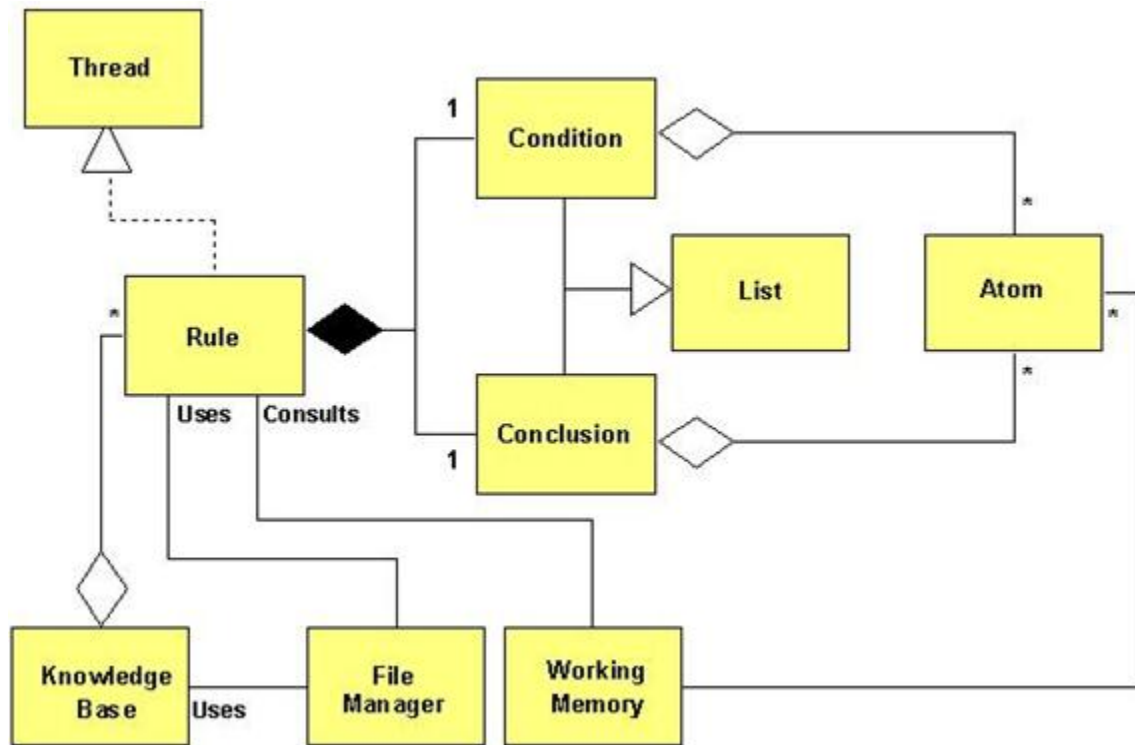 Thread
1
Condition
*
List
Atom
*
*
Rule
*
Uses
Consults
Conclusion
1
Knowledge
Base
Uses
File
Manager
Working
Memory